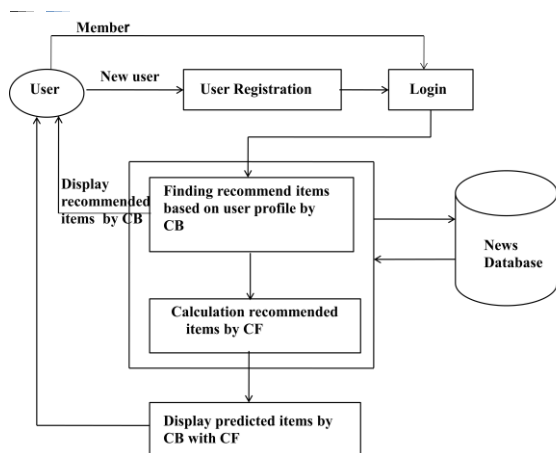 Member
New user
User
User Registration
Login
Display
recommended
items by CB
Finding recommend items
based on user profile by
CB
News
Database
Calculation recommended
items by CF
Display predicted items by
CB with CF